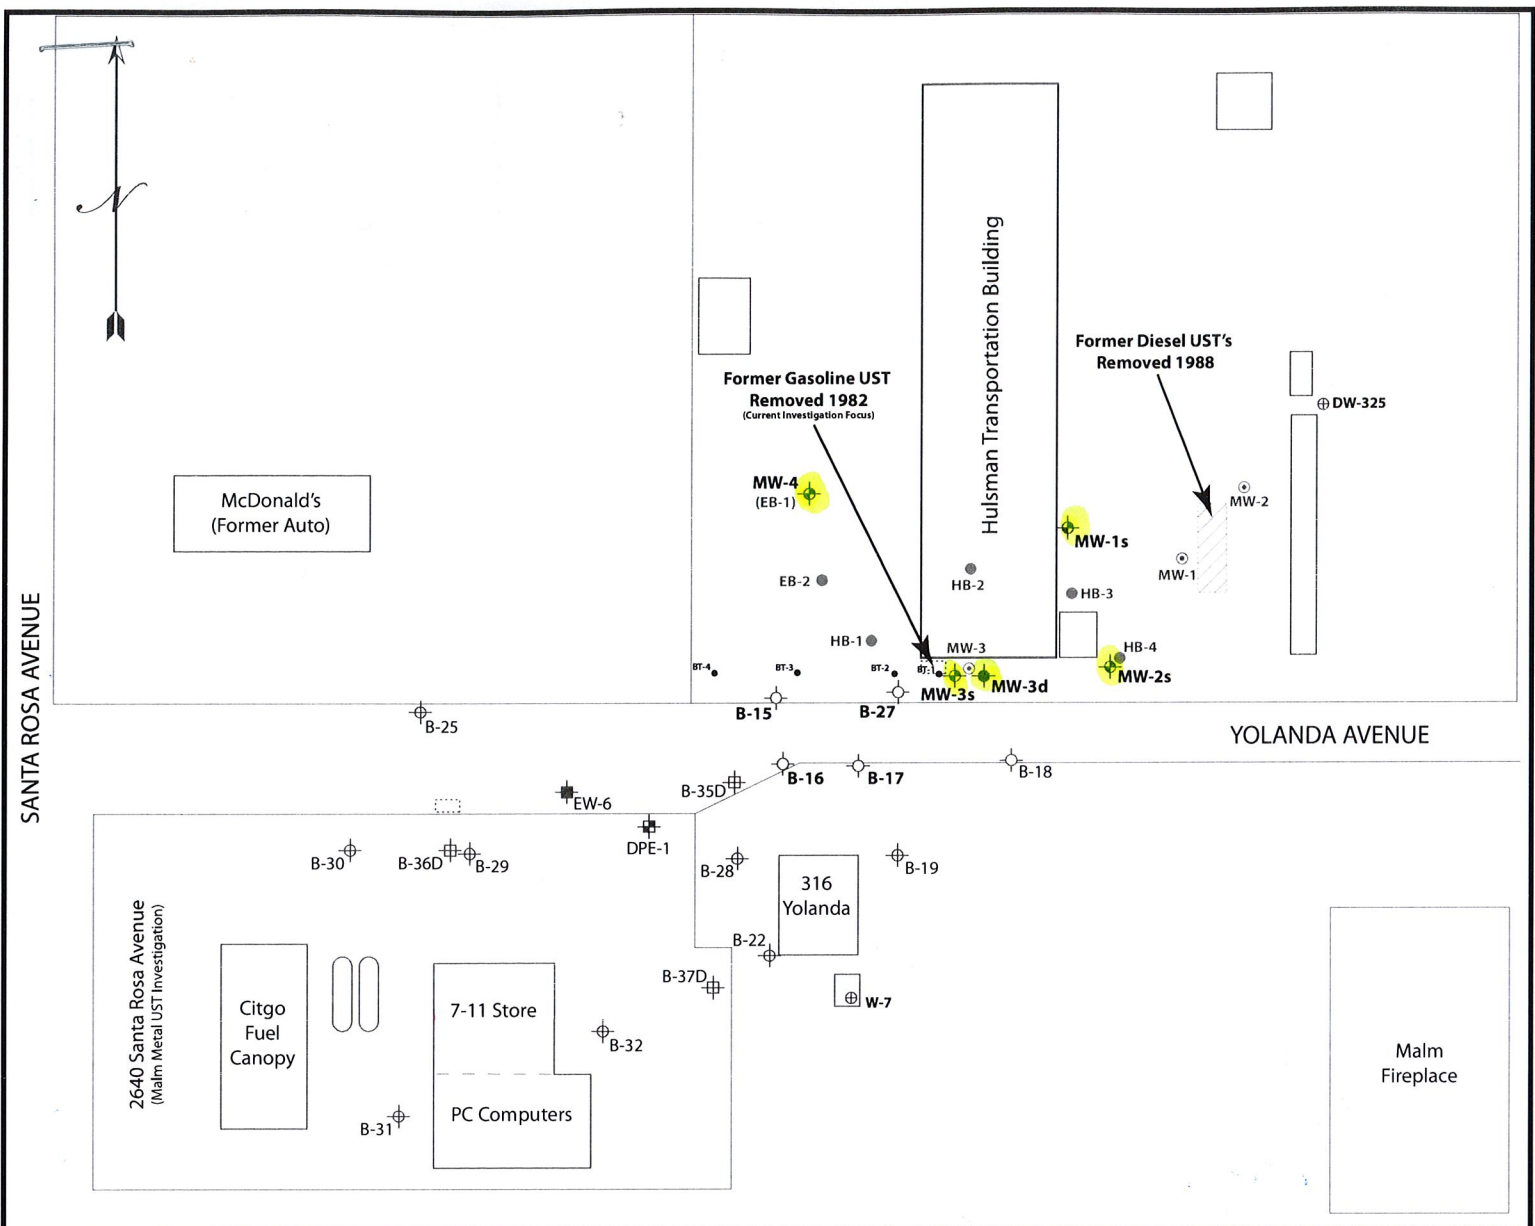 N
Hulsman Transportation Building
Former Diesel UST's
Removed 1988
Former Gasoline UST
Removed 1982
(Current Investigation Focus)
DW-325
MW-4
(EB-1)
MW-2
McDonald's
(Former Auto)
MW-1s
MW-1
EB-2
HB-2
HB-3
HB-1
MW-3
HB-4
BT-4
BT-3
BT-2
BT-1
MW-3s
MW-3d
MW-2s
B-15
B-27
B-25
SANTA ROSA AVENUE
YOLANDA AVENUE
B-16
B-17
B-18
B-35D
EW-6
DPE-1
B-30
B-36D
B-29
B-28
B-19
316
Yolanda
B-22
B-37D
W-7
2640 Santa Rosa Avenue
(Malm Metal UST Investigation)
Citgo
Fuel
Canopy
7-11 Store
B-32
PC Computers
B-31
Malm
Fireplace